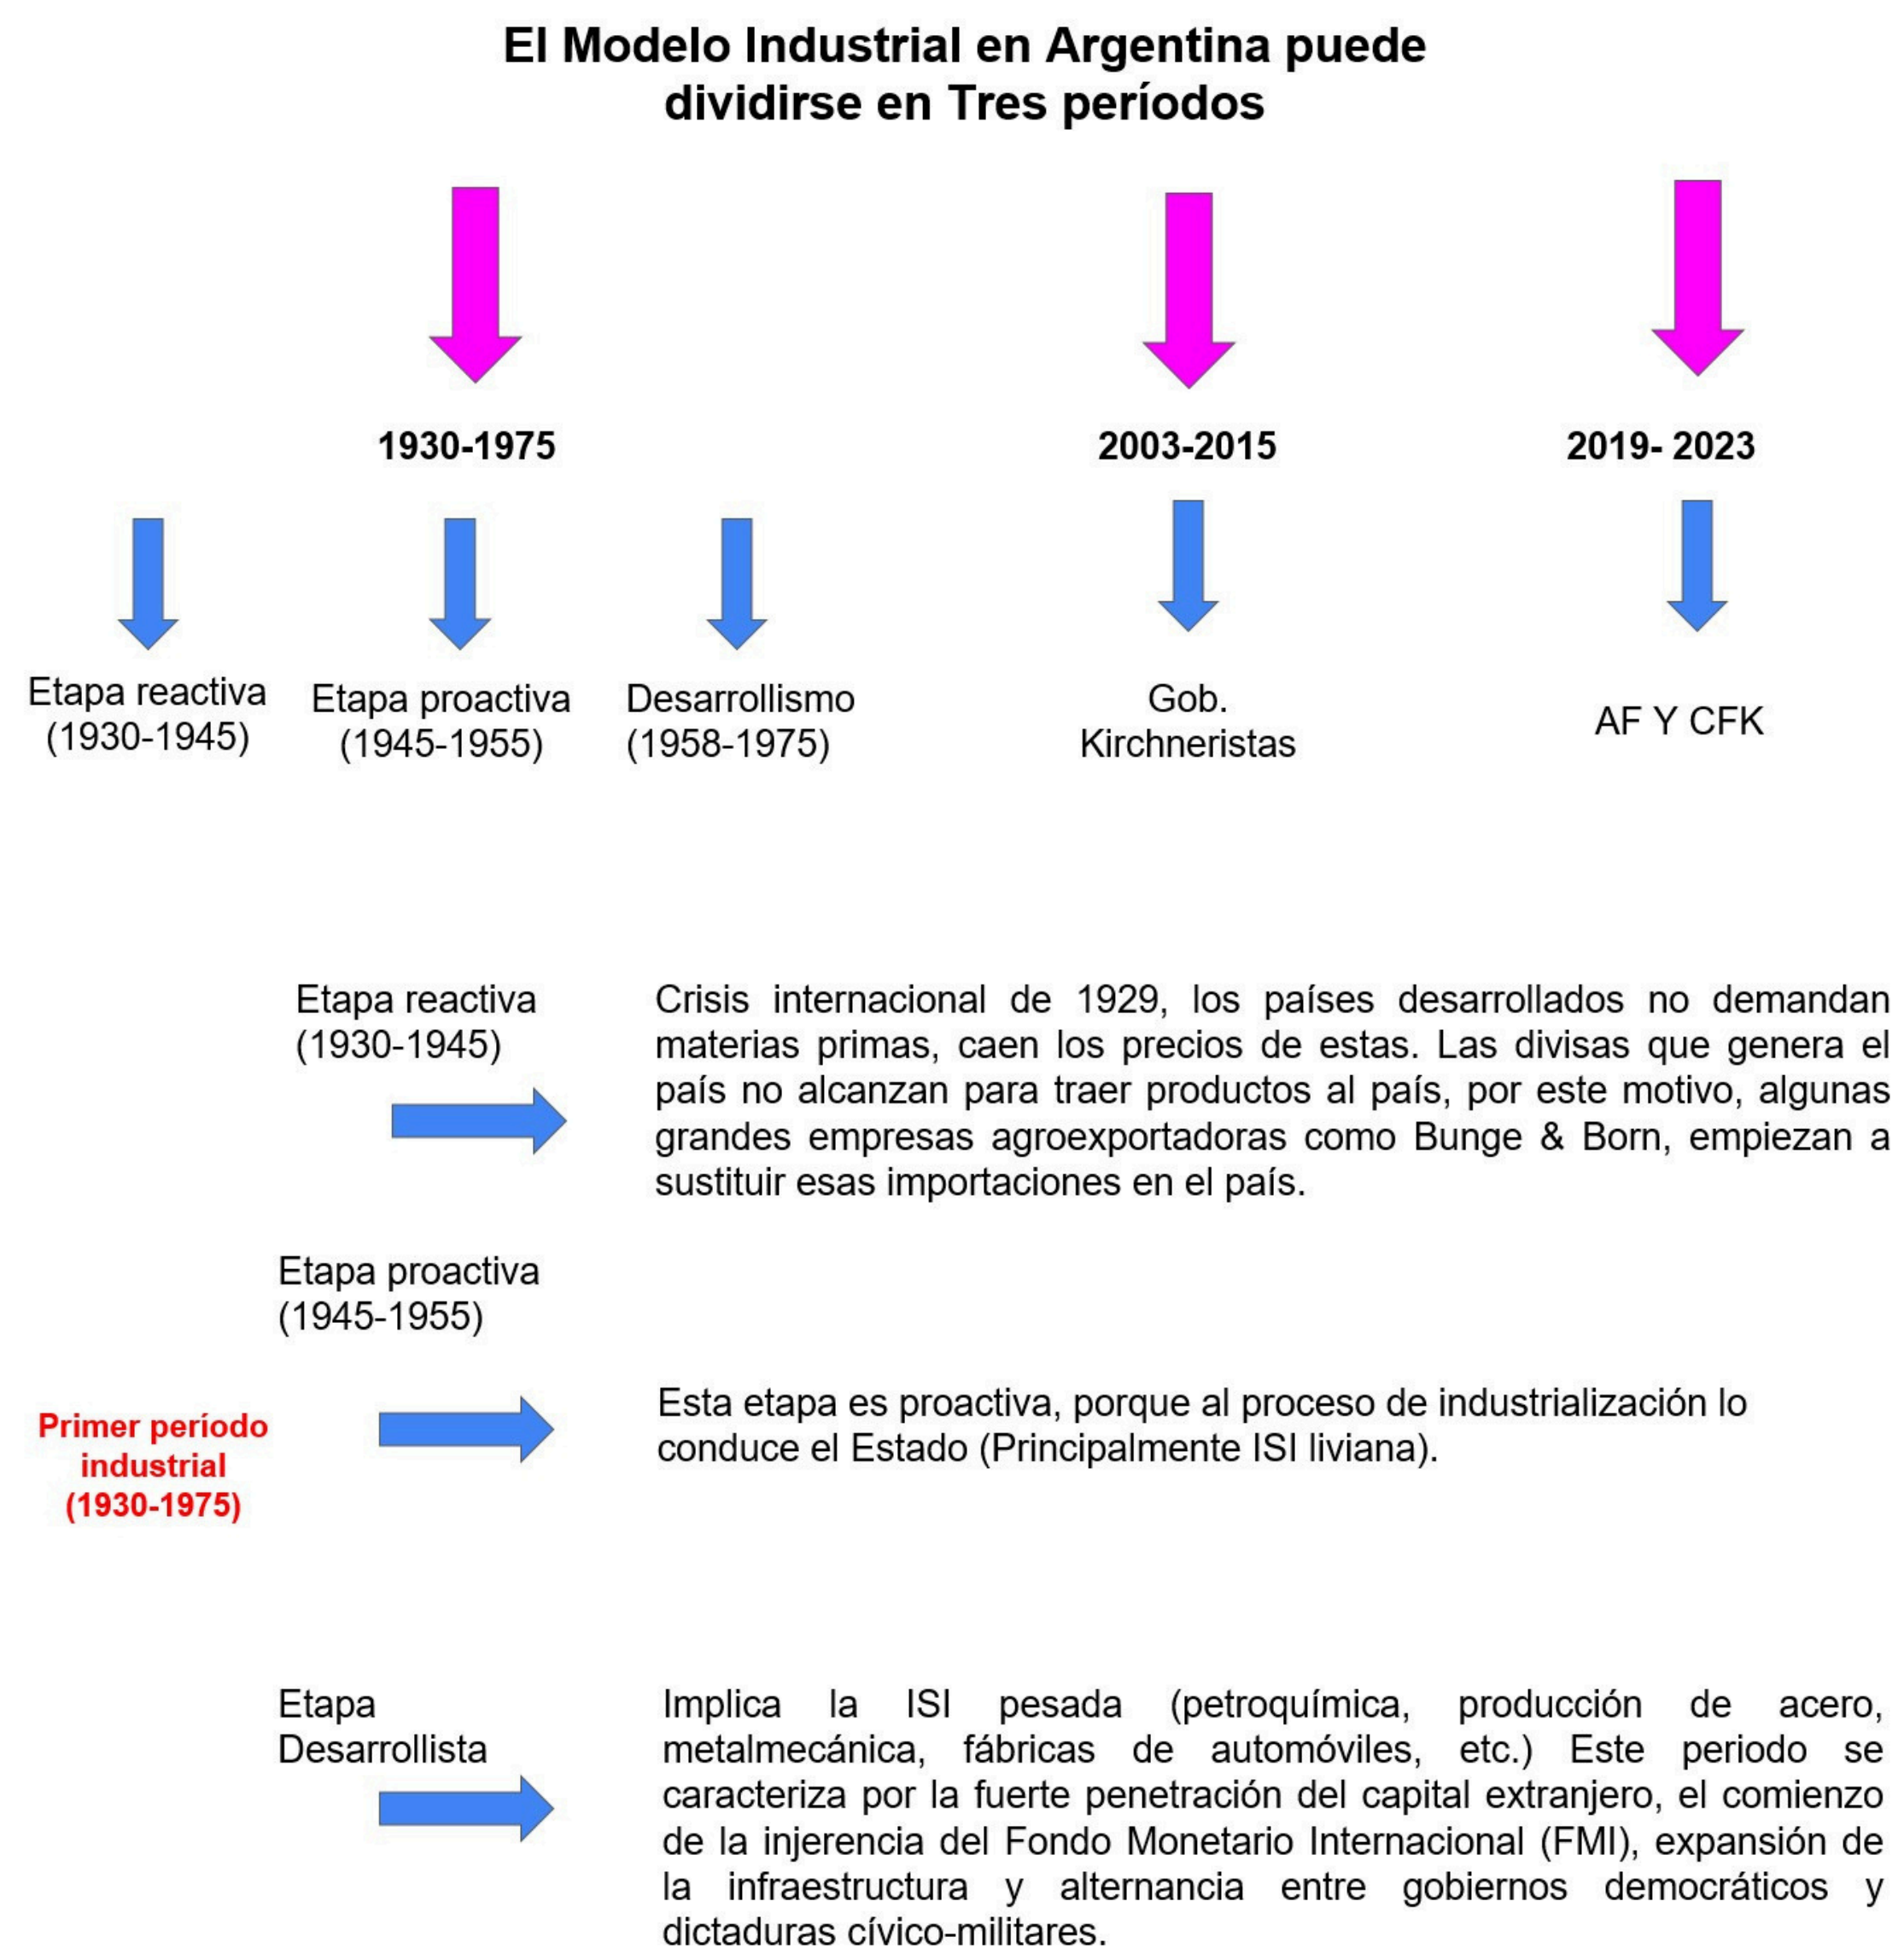 El Modelo Industrial en Argentina puede
dividirse en Tres períodos
1930-1975
2003-2015
2019- 2023
Etapa reactiva
(1930-1945)
Etapa proactiva
(1945-1955)
Desarrollismo
(1958-1975)
Gob.
Kirchneristas
AF Y CFK
Etapa reactiva
(1930-1945)
Crisis internacional de 1929, los países desarrollados no demandan
materias primas, caen los precios de estas. Las divisas que genera el
país no alcanzan para traer productos al país, por este motivo, algunas
grandes empresas agroexportadoras como Bunge & Born, empiezan a
sustituir esas importaciones en el país.
Etapa proactiva
(1945-1955)
Esta etapa es proactiva, porque al proceso de industrialización lo
conduce el Estado (Principalmente ISI liviana).
Primer período
industrial
(1930-1975)
Etapa
Desarrollista
Implica la ISI pesada (petroquímica, producción de acero,
metalmecánica, fábricas de automóviles, etc.) Este periodo se
caracteriza por la fuerte penetración del capital extranjero, el comienzo
de la injerencia del Fondo Monetario Internacional (FMI), expansión de
la infraestructura y alternancia entre gobiernos democráticos y
dictaduras cívico-militares.